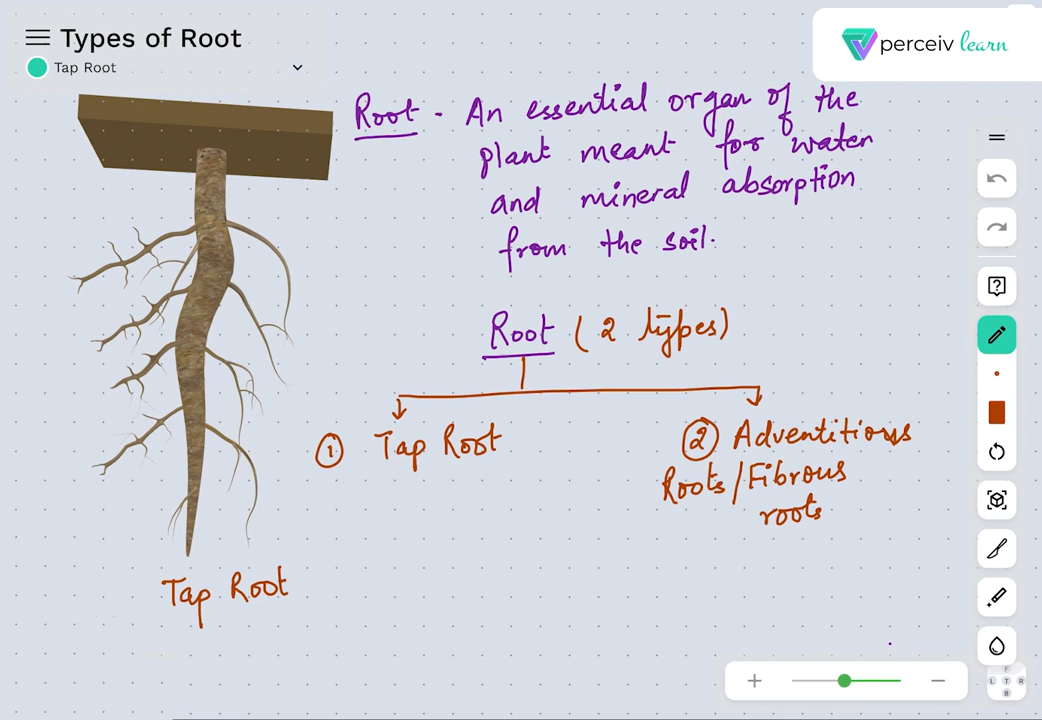 Types of Root
perceiv learn
Tap Root
Root - An essential organ of the
plant meant for water
and mineral absorption
from the soil.
Root (2 types)
① Tap Root
② Adventitious
Roots/Fibrous
roots
Tap Root
F
L T R
B